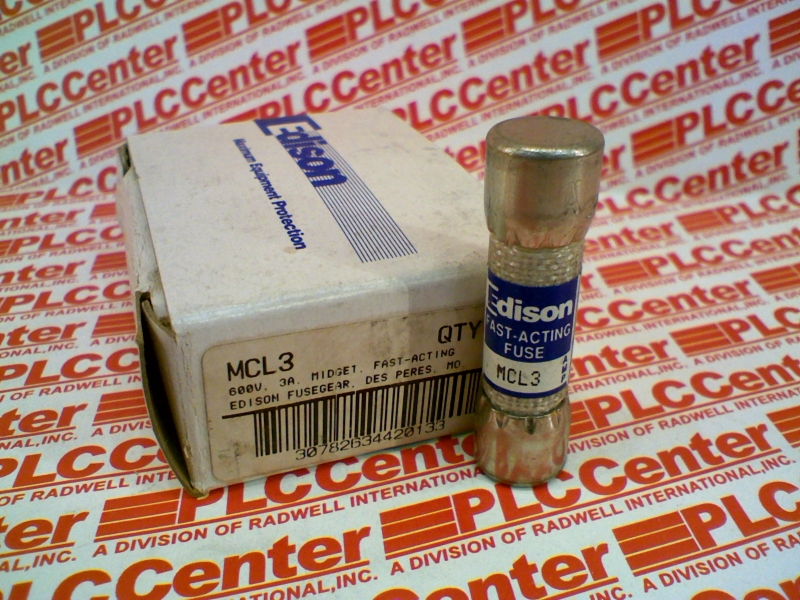 Edison
Maximum Equipment Protection
MCL3
QTY
600V. 3A. MIDGET. FAST-ACTING
EDISON FUSEGEAR. DES PERES. MO.
30782634420133
Edison
FAST-ACTING
FUSE
MCL3
AMP
PLCCenter
A DIVISION OF RADWELL INTERNATIONAL,INC.